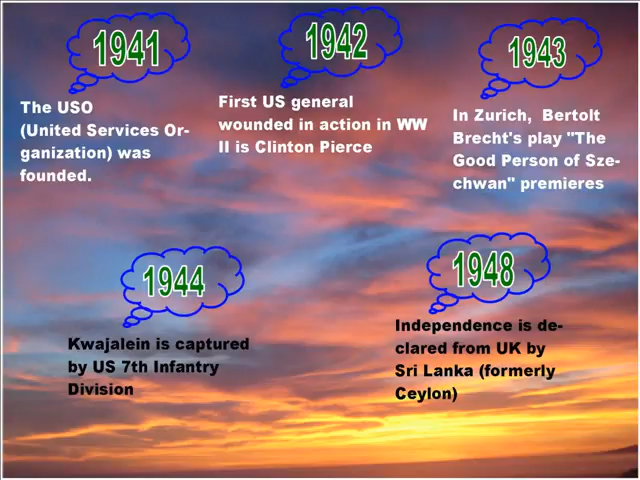 1941
The USO
(United Services Or-
ganization) was
founded.
1942
First US general
wounded in action in WW
II is Clinton Pierce
1943
In Zurich,  Bertolt
Brecht's play "The
Good Person of Sze-
chwan" premieres
1944
Kwajalein is captured
by US 7th Infantry
Division
1948
Independence is de-
clared from UK by
Sri Lanka (formerly
Ceylon)